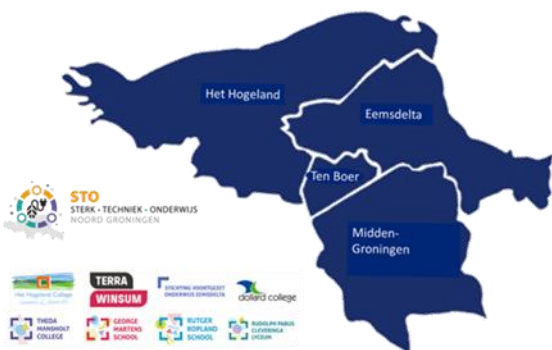 Het Hogeland
Eemsdelta
Ten Boer
Midden-
Groningen
STO
STERK - TECHNIEK - ONDERWIJS
NOORD GRONINGEN
Het Hogeland College
TERRA
WINSUM
STICHTING VOORTGEZET
ONDERWIJS EEMSDELTA
dollard college
THEDA
MANSHOLT
COLLEGE
GEORGE
MARTENS
SCHOOL
RUTGER
KOPLAND
SCHOOL
RUDOLPH PABUS
CLEVERINGA
LYCEUM